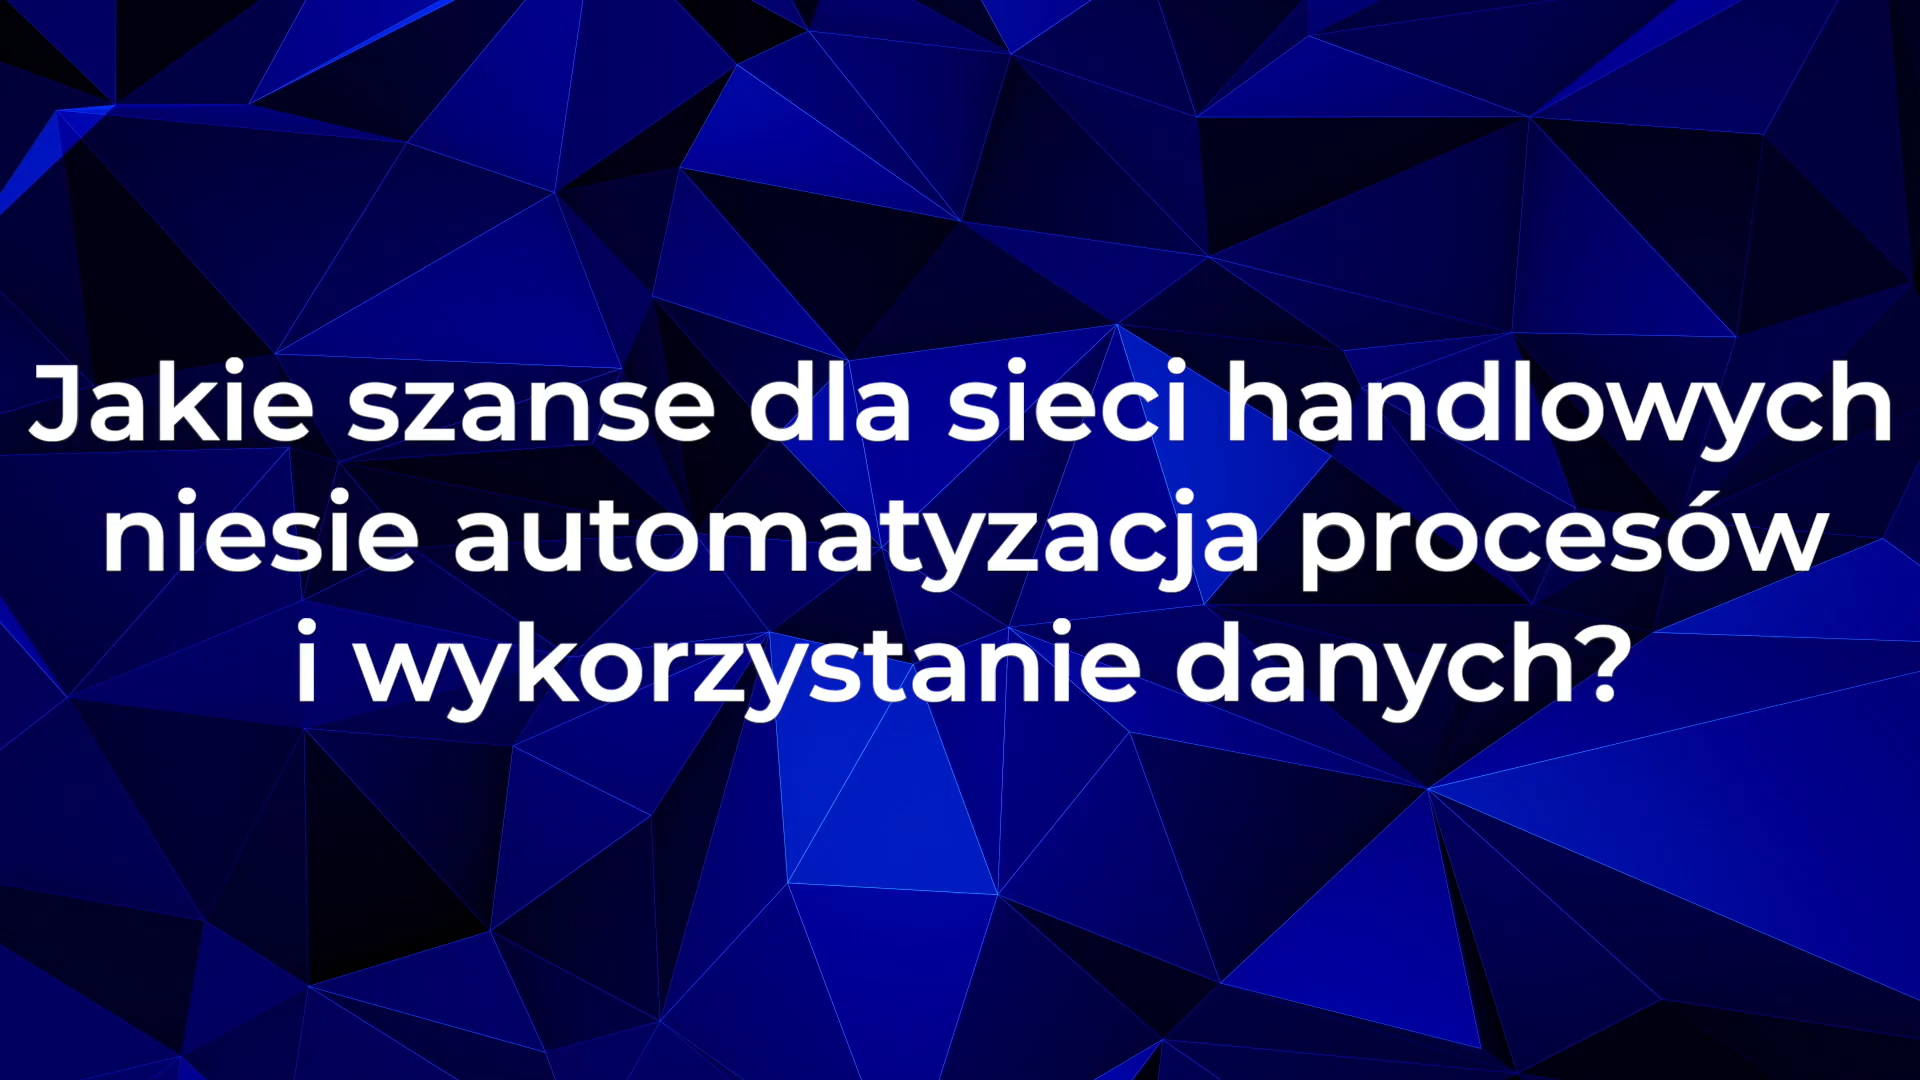 Jakie szanse dla sieci handlowych
niesie automatyzacja procesów
i wykorzystanie danych?